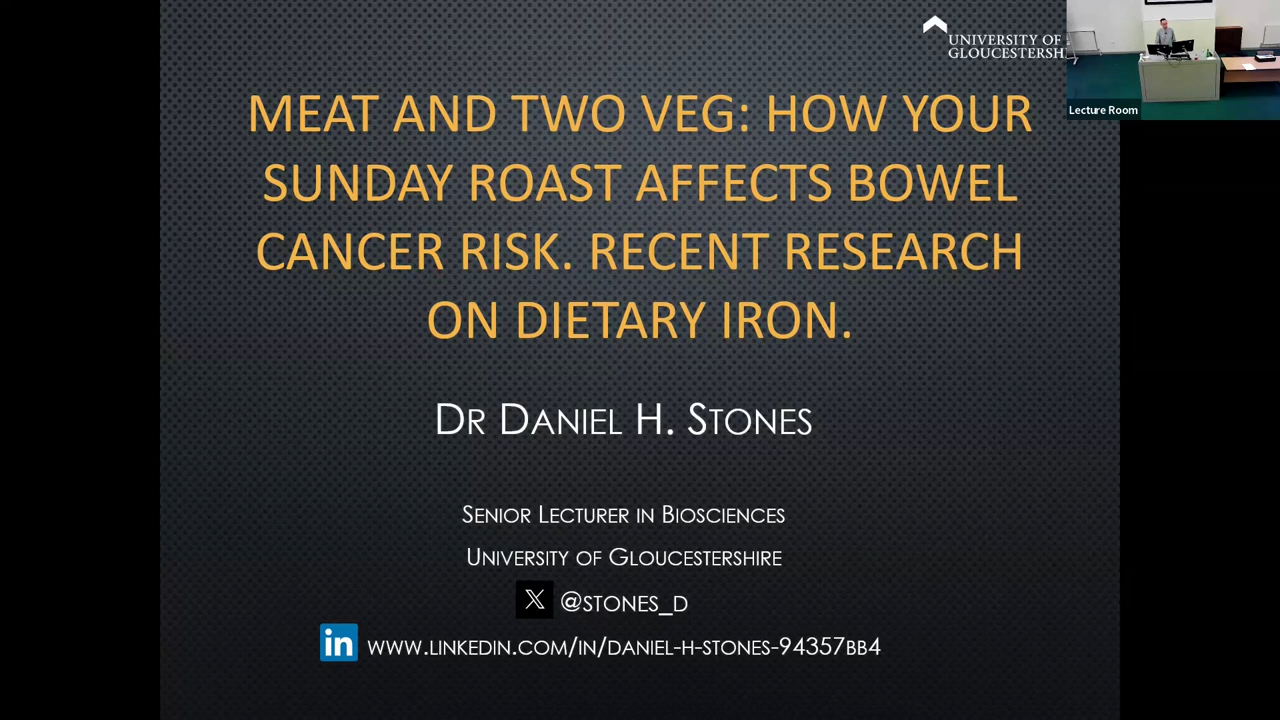 UNIVERSITY OF
GLOUCESTERSHI
Lecture Room
MEAT AND TWO VEG: HOW YOUR
SUNDAY ROAST AFFECTS BOWEL
CANCER RISK. RECENT RESEARCH
ON DIETARY IRON.
DR DANIEL H. STONES
SENIOR LECTURER IN BIOSCIENCES
UNIVERSITY OF GLOUCESTERSHIRE
X @STONES_D
in WWW.LINKEDIN.COM/IN/DANIEL-H-STONES-94357BB4